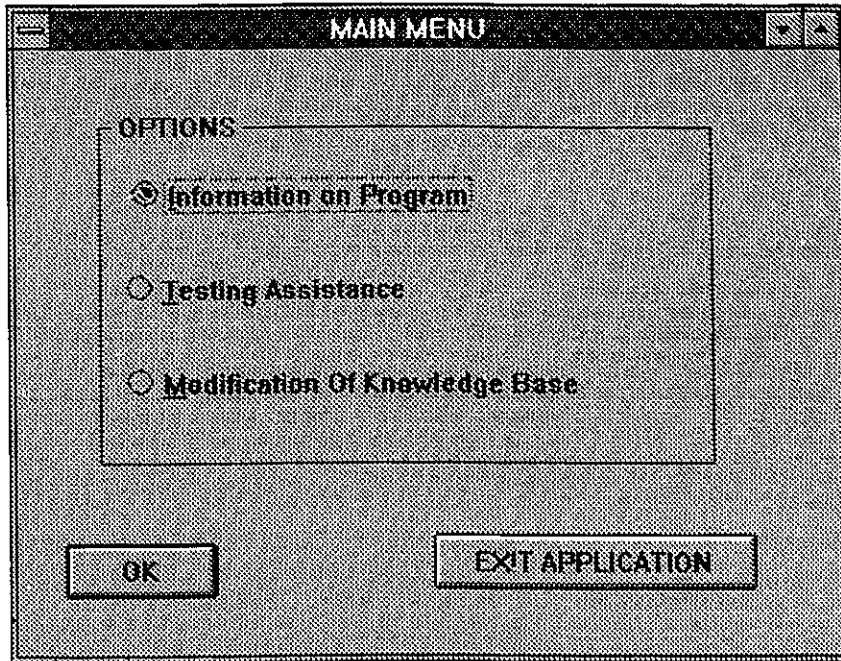 MAIN MENU
OPTIONS
Information on Program
Testing Assistance
Modification Of Knowledge Base
OK
EXIT APPLICATION